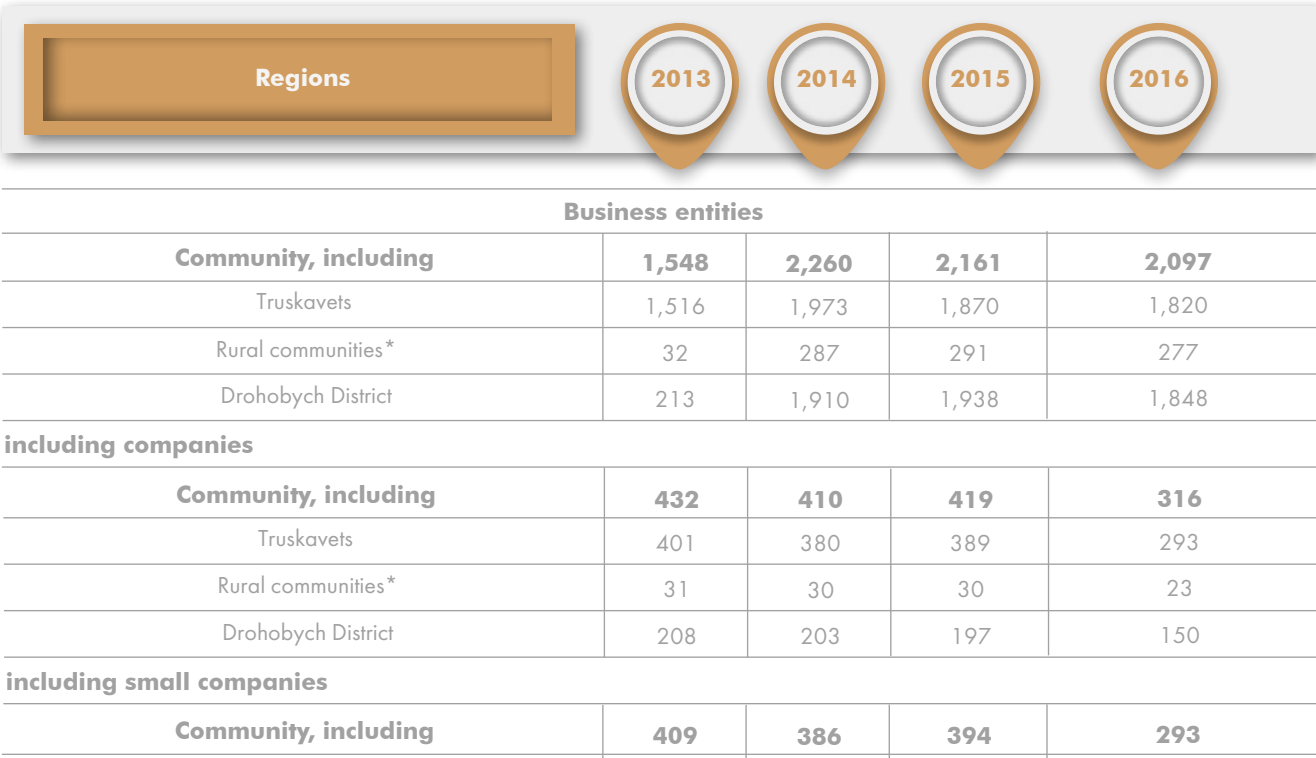 Regions 2013 2014 2015 2016
Business entities
Community, including 1,548 2,260 2,161 2,097
Truskavets 1,516 1,973 1,870 1,820
Rural communities* 32 287 291 277
Drohobych District 213 1,910 1,938 1,848
including companies
Community, including 432 410 419 316
Truskavets 401 380 389 293
Rural communities* 31 30 30 23
Drohobych District 208 203 197 150
including small companies
Community, including 409 386 394 293